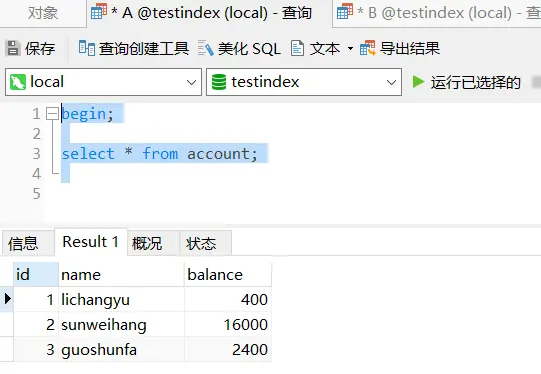 对象 * A @testindex (local) - 查询 * B @testindex (local) - 查
保存 查询创建工具 美化 SQL 文本 导出结果
local testindex 运行已选择的
1 begin;
2
3 select * from account;
4
5
信息 Result 1 概况 状态
id name balance
1 lichangyu 400
2 sunweihang 16000
3 guoshunfa 2400